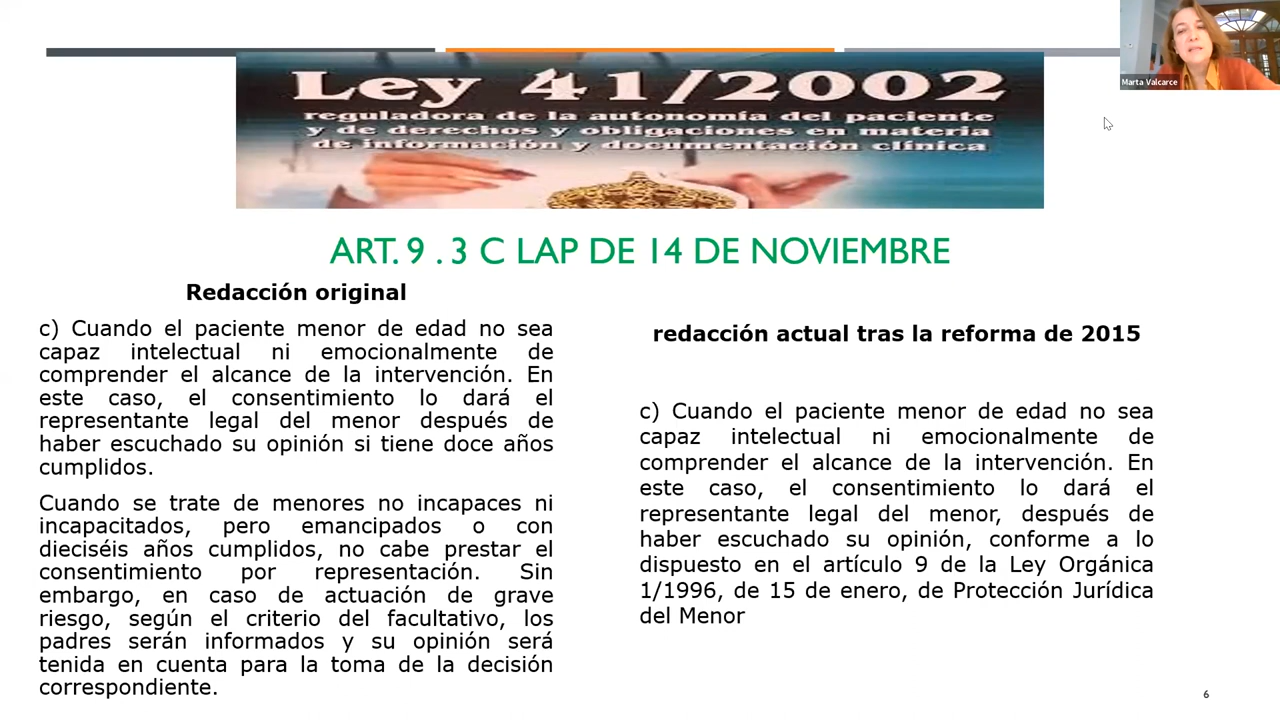 Marta Valcarce
Ley 41/2002
reguladora de la autonomía del paciente
y de derechos y obligaciones en materia
de información y documentación clínica
ART. 9 . 3 C LAP DE 14 DE NOVIEMBRE
Redacción original
c) Cuando el paciente menor de edad no sea
capaz intelectual ni emocionalmente de
comprender el alcance de la intervención. En
este caso, el consentimiento lo dará el
representante legal del menor después de
haber escuchado su opinión si tiene doce años
cumplidos.
Cuando se trate de menores no incapaces ni
incapacitados, pero emancipados o con
dieciséis años cumplidos, no cabe prestar el
consentimiento por representación. Sin
embargo, en caso de actuación de grave
riesgo, según el criterio del facultativo, los
padres serán informados y su opinión será
tenida en cuenta para la toma de la decisión
correspondiente.
redacción actual tras la reforma de 2015
c) Cuando el paciente menor de edad no sea
capaz intelectual ni emocionalmente de
comprender el alcance de la intervención. En
este caso, el consentimiento lo dará el
representante legal del menor, después de
haber escuchado su opinión, conforme a lo
dispuesto en el artículo 9 de la Ley Orgánica
1/1996, de 15 de enero, de Protección Jurídica
del Menor
6